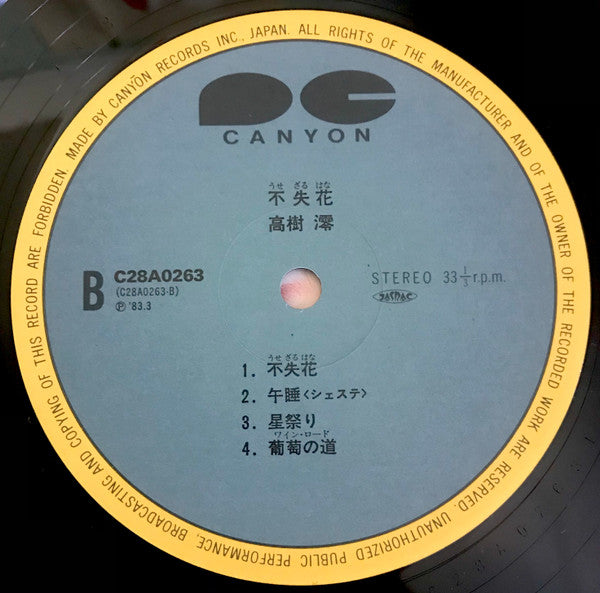 MADE BY CANYON RECORDS INC., JAPAN. ALL RIGHTS OF THE MANUFACTURER AND OF THE OWNER OF THE RECORDED WORK ARE RESERVED. UNAUTHORIZED PUBLIC PERFORMANCE. BROADCASTING AND COPYING OF THIS RECORD ARE FORBIDDEN.
CANYON
うせ ざる はな
不失花
高樹 澪
B
C28A0263
(C28A0263-B)
Ⓟ '83.3
STEREO 33 1/3 r.p.m.
JASRAC
うせ ざる はな
1. 不失花
2. 午睡〈シェステ〉
3. 星祭り
ワイン・ロード
4. 葡萄の道